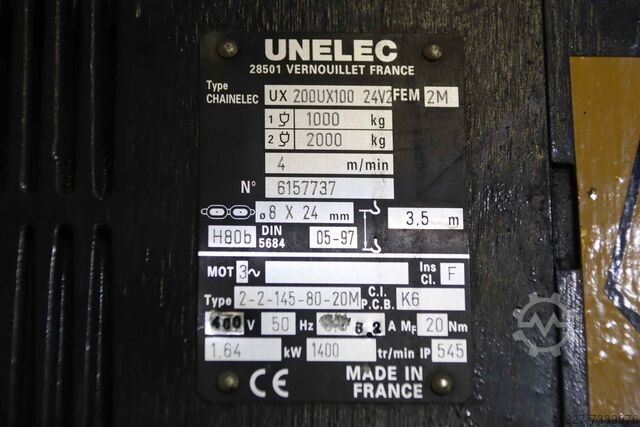 UNELEC
28501 VERNOUILLET FRANCE
Type
CHAINELEC UX 200UX100 24V2 FEM 2M
1 1000 kg
2 2000 kg
4 m/min
N° 6157737
ø8 X 24 mm 3,5 m
H80b DIN 5684 05-97
MOT 3~ Ins Cl. F
Type 2-2-145-80-20M C.I. P.C.B. K6
400 V 50 Hz A MF 20 Nm
1,64 kW 1400 tr/min IP 545
CE MADE IN
FRANCE